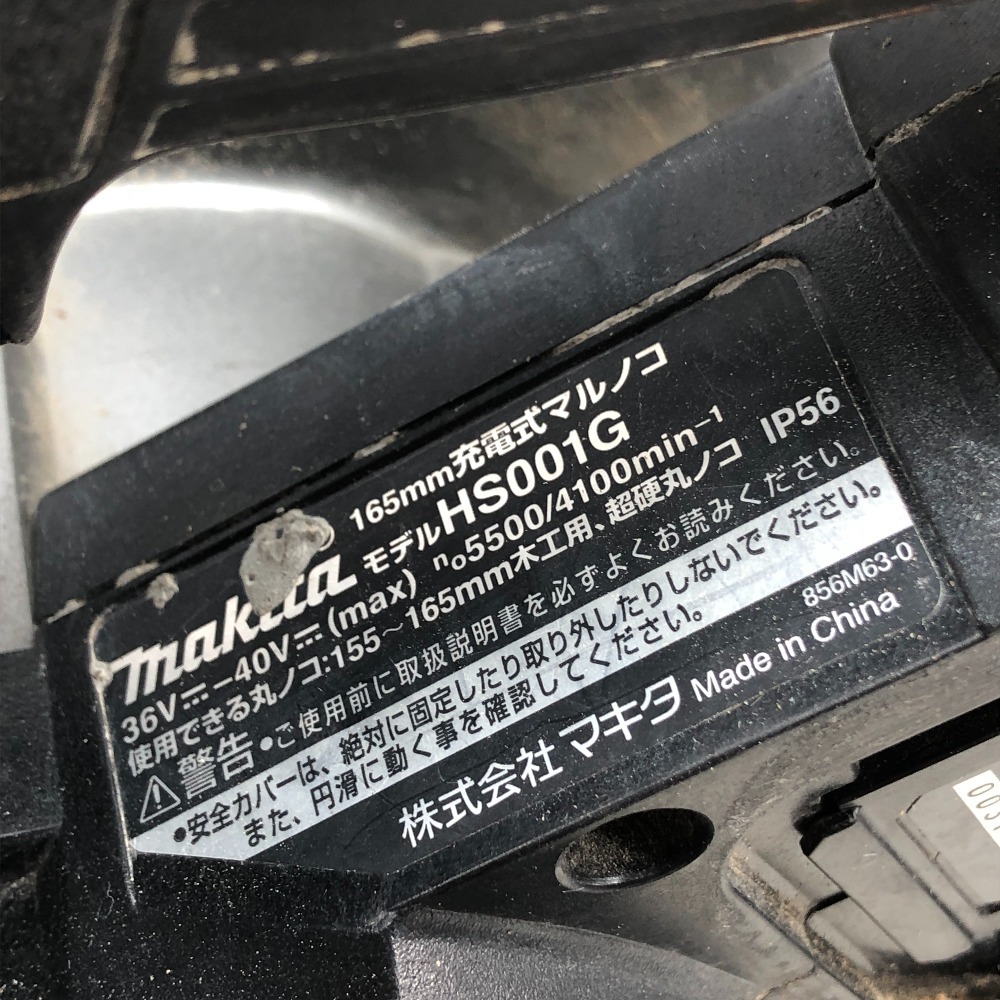 165mm充電式マルノコ
makita モデルHS001G
36V⎓-40V⎓(max) n₀5500/4100min⁻¹
使用できる丸ノコ:155～165mm木工用、超硬丸ノコ IP56
⚠警告 •ご使用前に取扱説明書を必ずよくお読みください。
•安全カバーは、絶対に固定したり取り外したりしないでください。
また、円滑に動く事を確認してください。
856M63-0
株式会社 マキタ Made in China